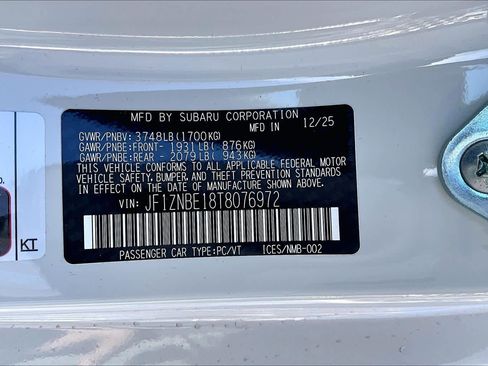 MFD BY SUBARU CORPORATION
MFD IN 12/25
GVWR/PNBV: 3748LB(1700KG)
GAWR/PNBE:FRONT- 1931LB( 876KG)
GAWR/PNBE:REAR - 2079LB( 943KG)
THIS VEHICLE CONFORMS TO ALL APPLICABLE FEDERAL MOTOR
VEHICLE SAFETY, BUMPER, AND THEFT PREVENTION STANDARDS
IN EFFECT ON THE DATE OF MANUFACTURE SHOWN ABOVE.
VIN: JF1ZNBE18T8076972
PASSENGER CAR TYPE:PC/VT ICES/NMB-002
KT